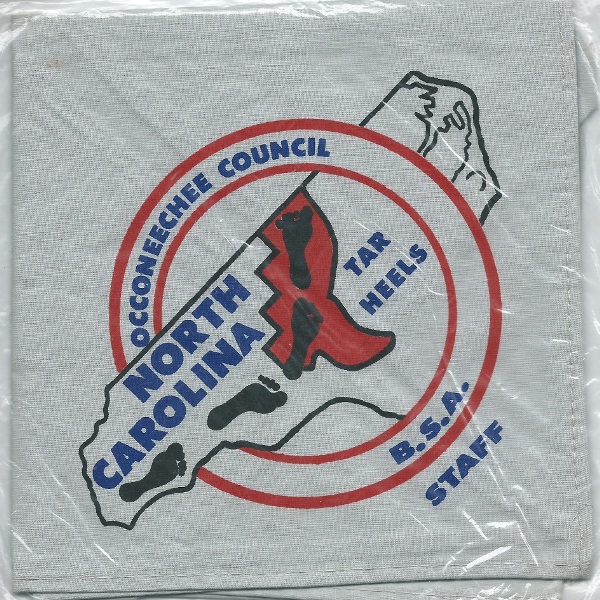 OCCONEECHEE COUNCIL
TAR
HEELS
NORTH
CAROLINA
B.S.A.
STAFF